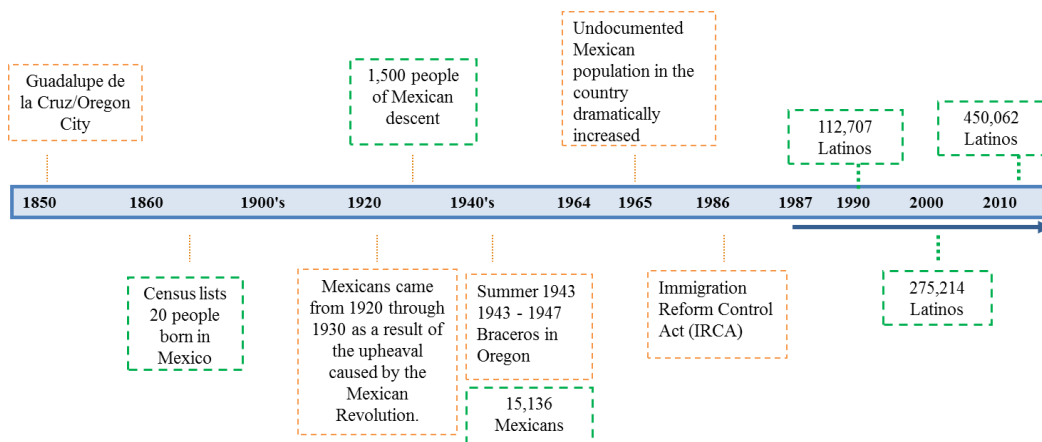 Guadalupe de
la Cruz/Oregon
City
1,500 people
of Mexican
descent
Undocumented
Mexican
population in the
country
dramatically
increased
112,707
Latinos
450,062
Latinos
1850 1860 1900's 1920 1940's 1964 1965 1986 1987 1990 2000 2010
Census lists
20 people
born in
Mexico
Mexicans came
from 1920 through
1930 as a result of
the upheaval
caused by the
Mexican
Revolution.
Summer 1943
1943 - 1947
Braceros in
Oregon
15,136
Mexicans
Immigration
Reform Control
Act (IRCA)
275,214
Latinos